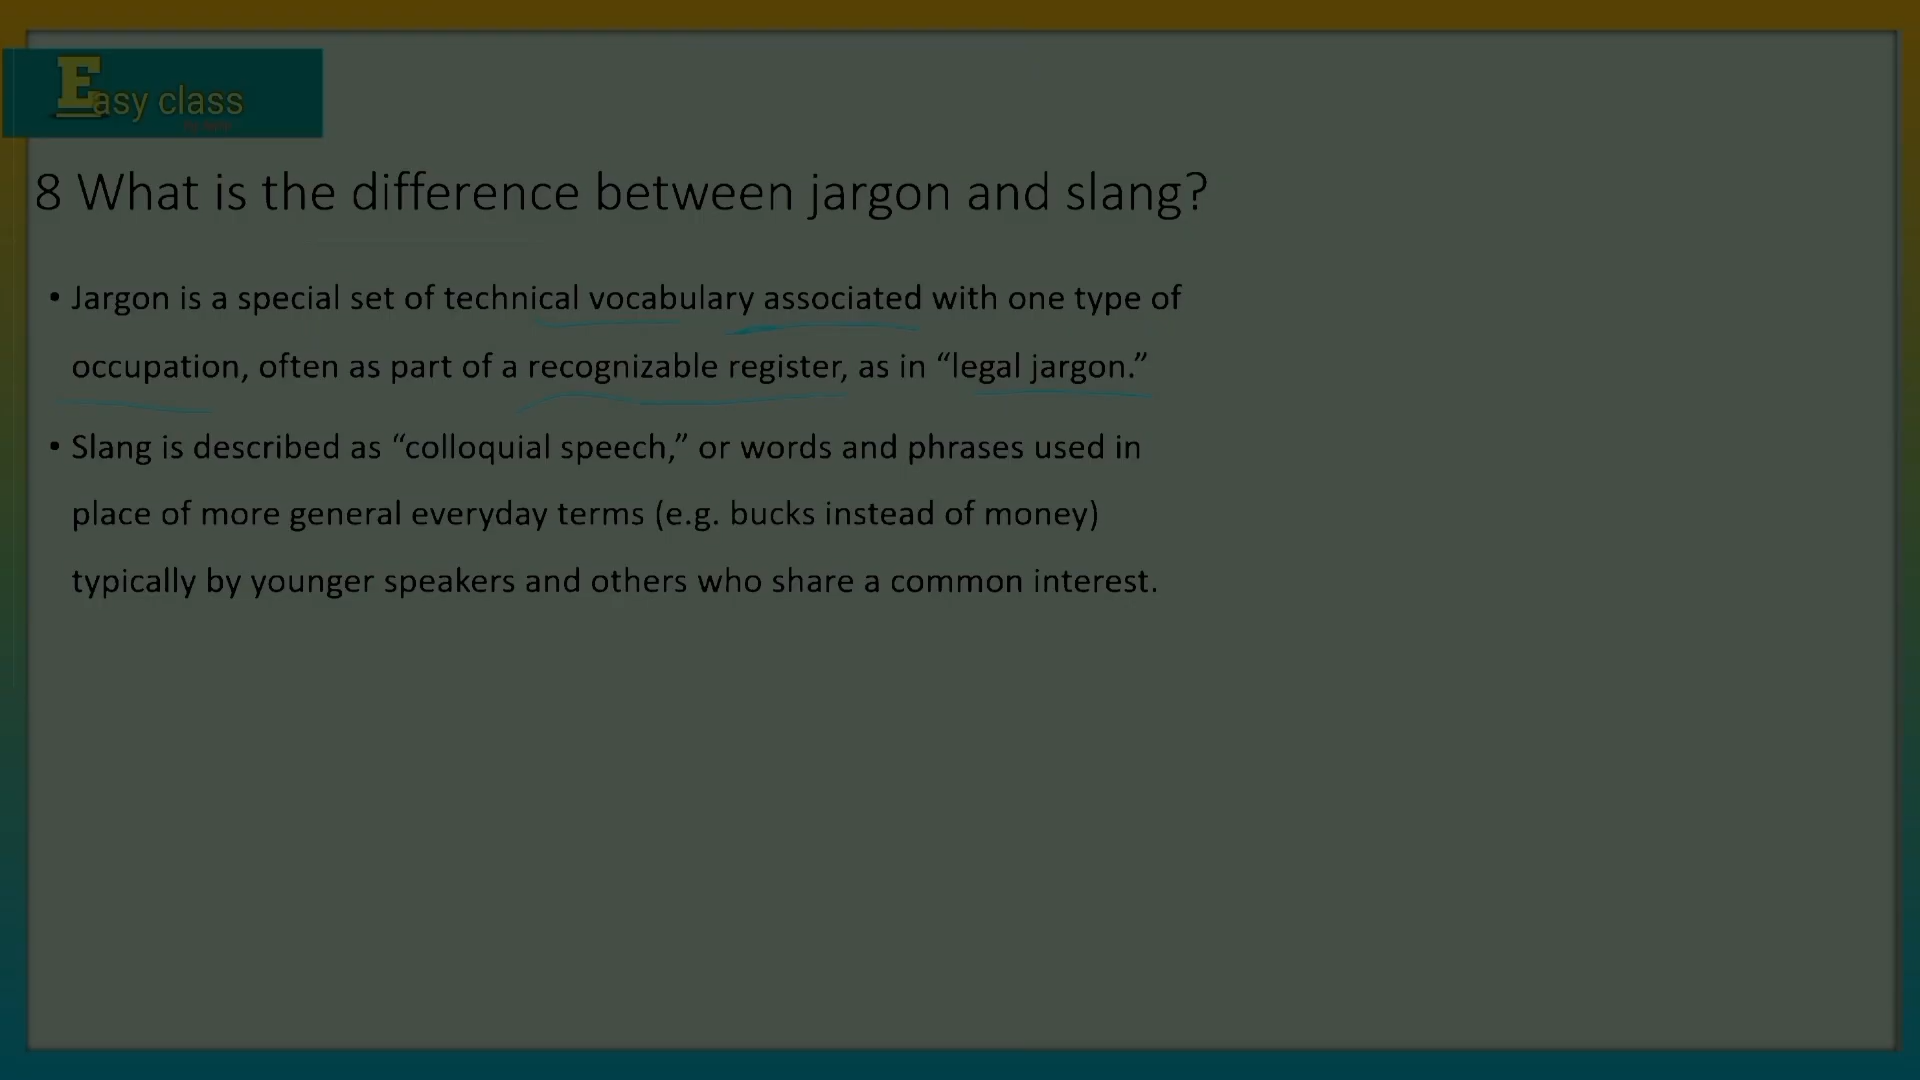 Easy class
8 What is the difference between jargon and slang?
• Jargon is a special set of technical vocabulary associated with one type of
occupation, often as part of a recognizable register, as in “legal jargon.”
• Slang is described as “colloquial speech,” or words and phrases used in
place of more general everyday terms (e.g. bucks instead of money)
typically by younger speakers and others who share a common interest.